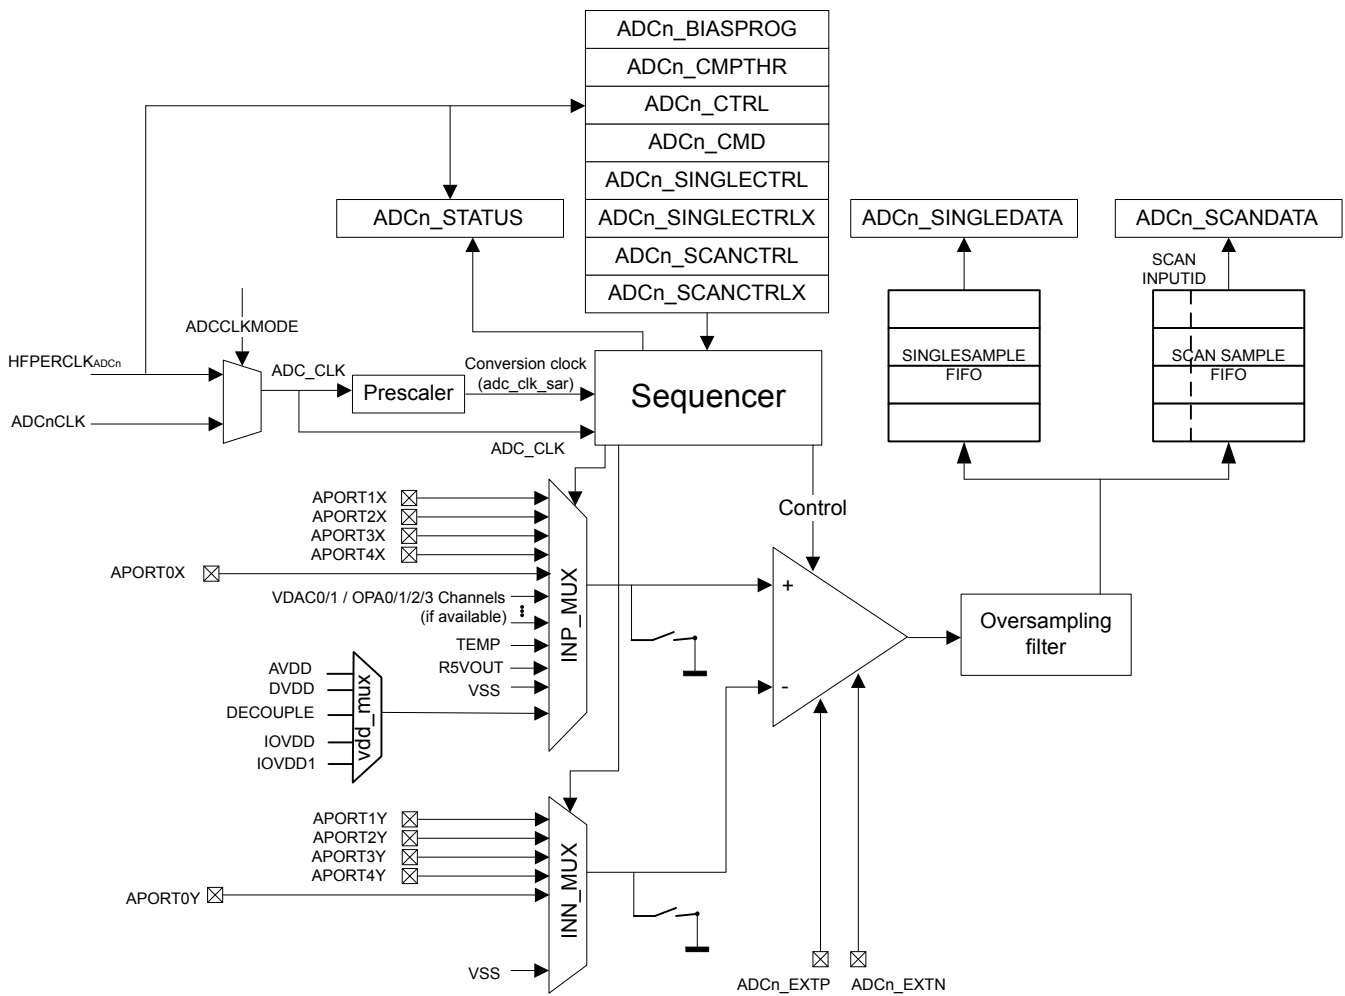 ADCn_BIASPROG
ADCn_CMPTHR
ADCn_CTRL
ADCn_CMD
ADCn_SINGLECTRL
ADCn_SINGLECTRLX
ADCn_SCANCTRL
ADCn_SCANCTRLX
ADCn_STATUS
ADCn_SINGLEDATA
ADCn_SCANDATA
SCAN
INPUTID
SINGLESAMPLE
FIFO
SCAN SAMPLE
FIFO
ADCCLKMODE
HFPERCLKADCn
ADCnCLK
ADC_CLK
Prescaler
Conversion clock
(adc_clk_sar)
Sequencer
ADC_CLK
Control
APORT1X
APORT2X
APORT3X
APORT4X
APORT0X
VDAC0/1 / OPA0/1/2/3 Channels
(if available)
TEMP
R5VOUT
VSS
INP_MUX
AVDD
DVDD
DECOUPLE
IOVDD
IOVDD1
vdd_mux
+
-
Oversampling
filter
APORT1Y
APORT2Y
APORT3Y
APORT4Y
APORT0Y
VSS
INN_MUX
ADCn_EXTP
ADCn_EXTN